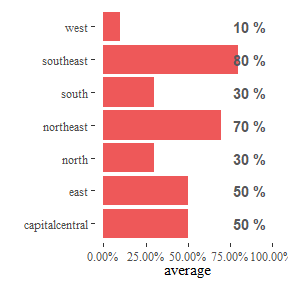 west 10 %
southeast 80 %
south 30 %
northeast 70 %
north 30 %
east 50 %
capitalcentral 50 %
0.00% 25.00% 50.00% 75.00% 100.00%
average